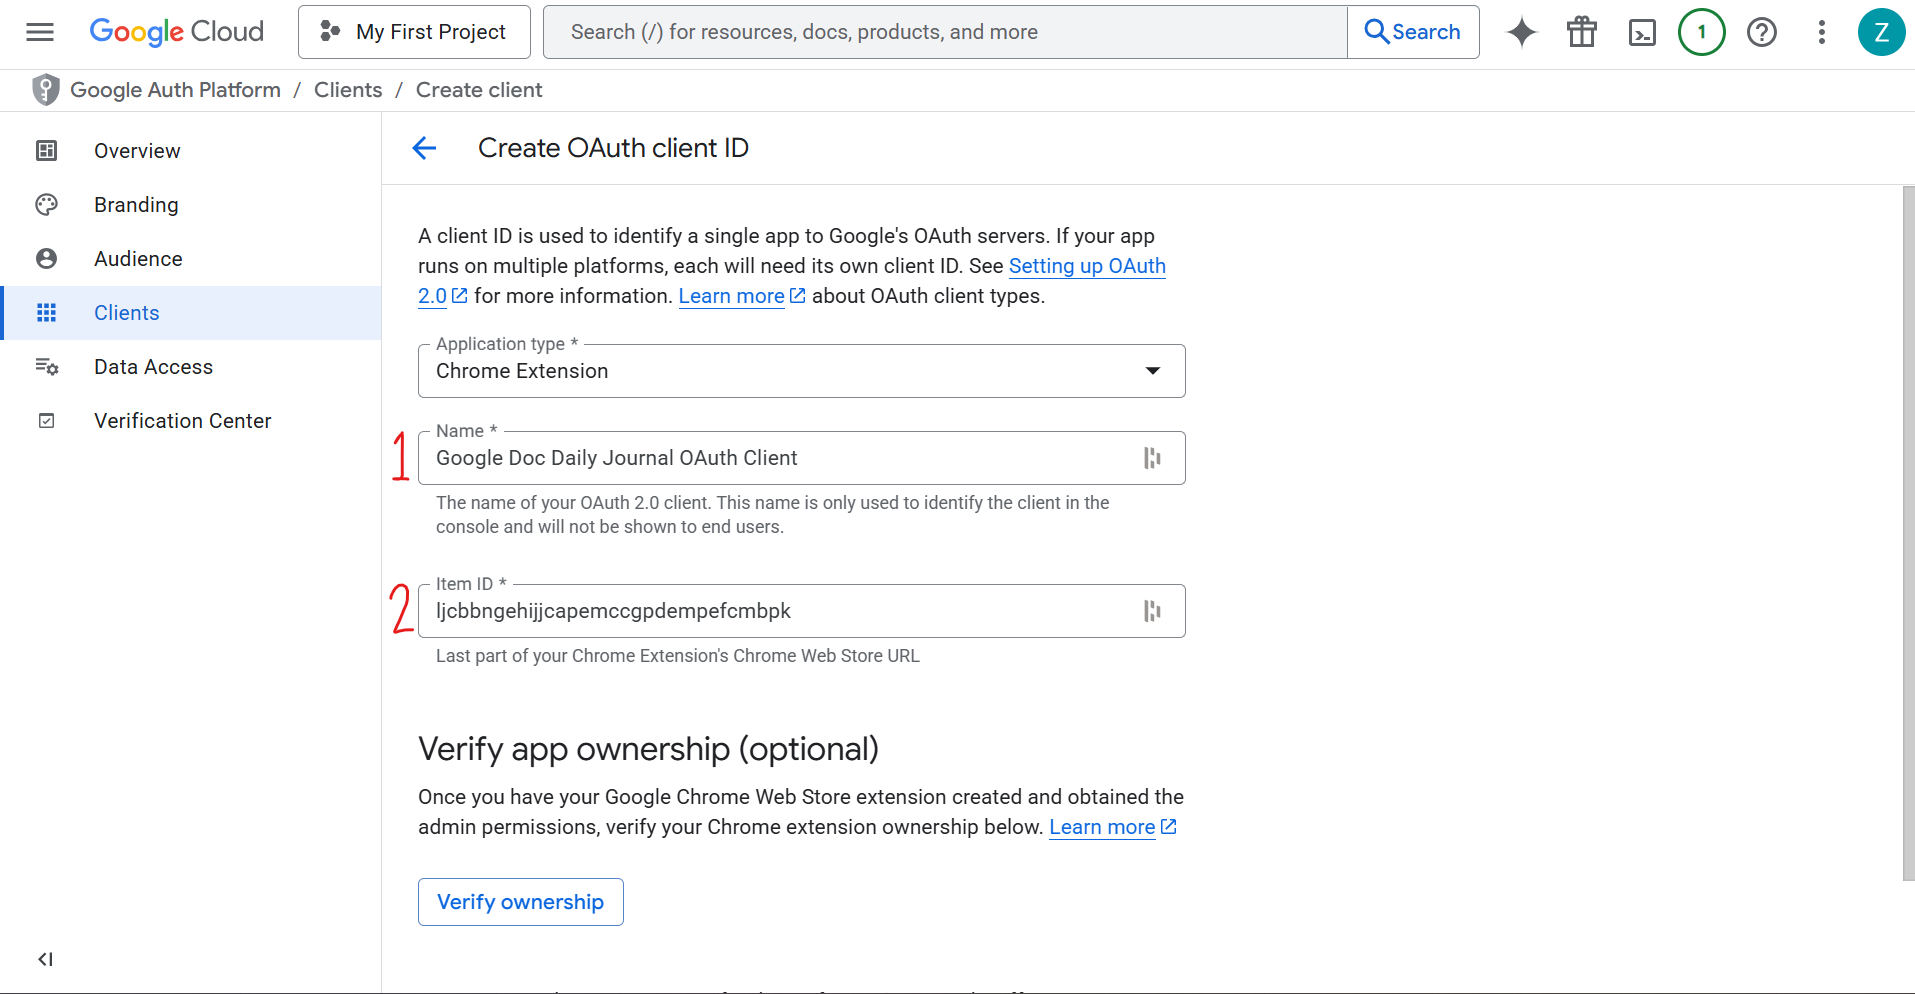 Google Cloud
My First Project
Search (/) for resources, docs, products, and more
Search
1
Z
Google Auth Platform / Clients / Create client
Overview
Branding
Audience
Clients
Data Access
Verification Center
Create OAuth client ID
A client ID is used to identify a single app to Google's OAuth servers. If your app
runs on multiple platforms, each will need its own client ID. See Setting up OAuth
2.0 for more information. Learn more about OAuth client types.
Application type *
Chrome Extension
1
Name *
Google Doc Daily Journal OAuth Client
The name of your OAuth 2.0 client. This name is only used to identify the client in the
console and will not be shown to end users.
2
Item ID *
ljcbbngehijjcapemccgpdempefcmbpk
Last part of your Chrome Extension's Chrome Web Store URL
Verify app ownership (optional)
Once you have your Google Chrome Web Store extension created and obtained the
admin permissions, verify your Chrome extension ownership below. Learn more
Verify ownership